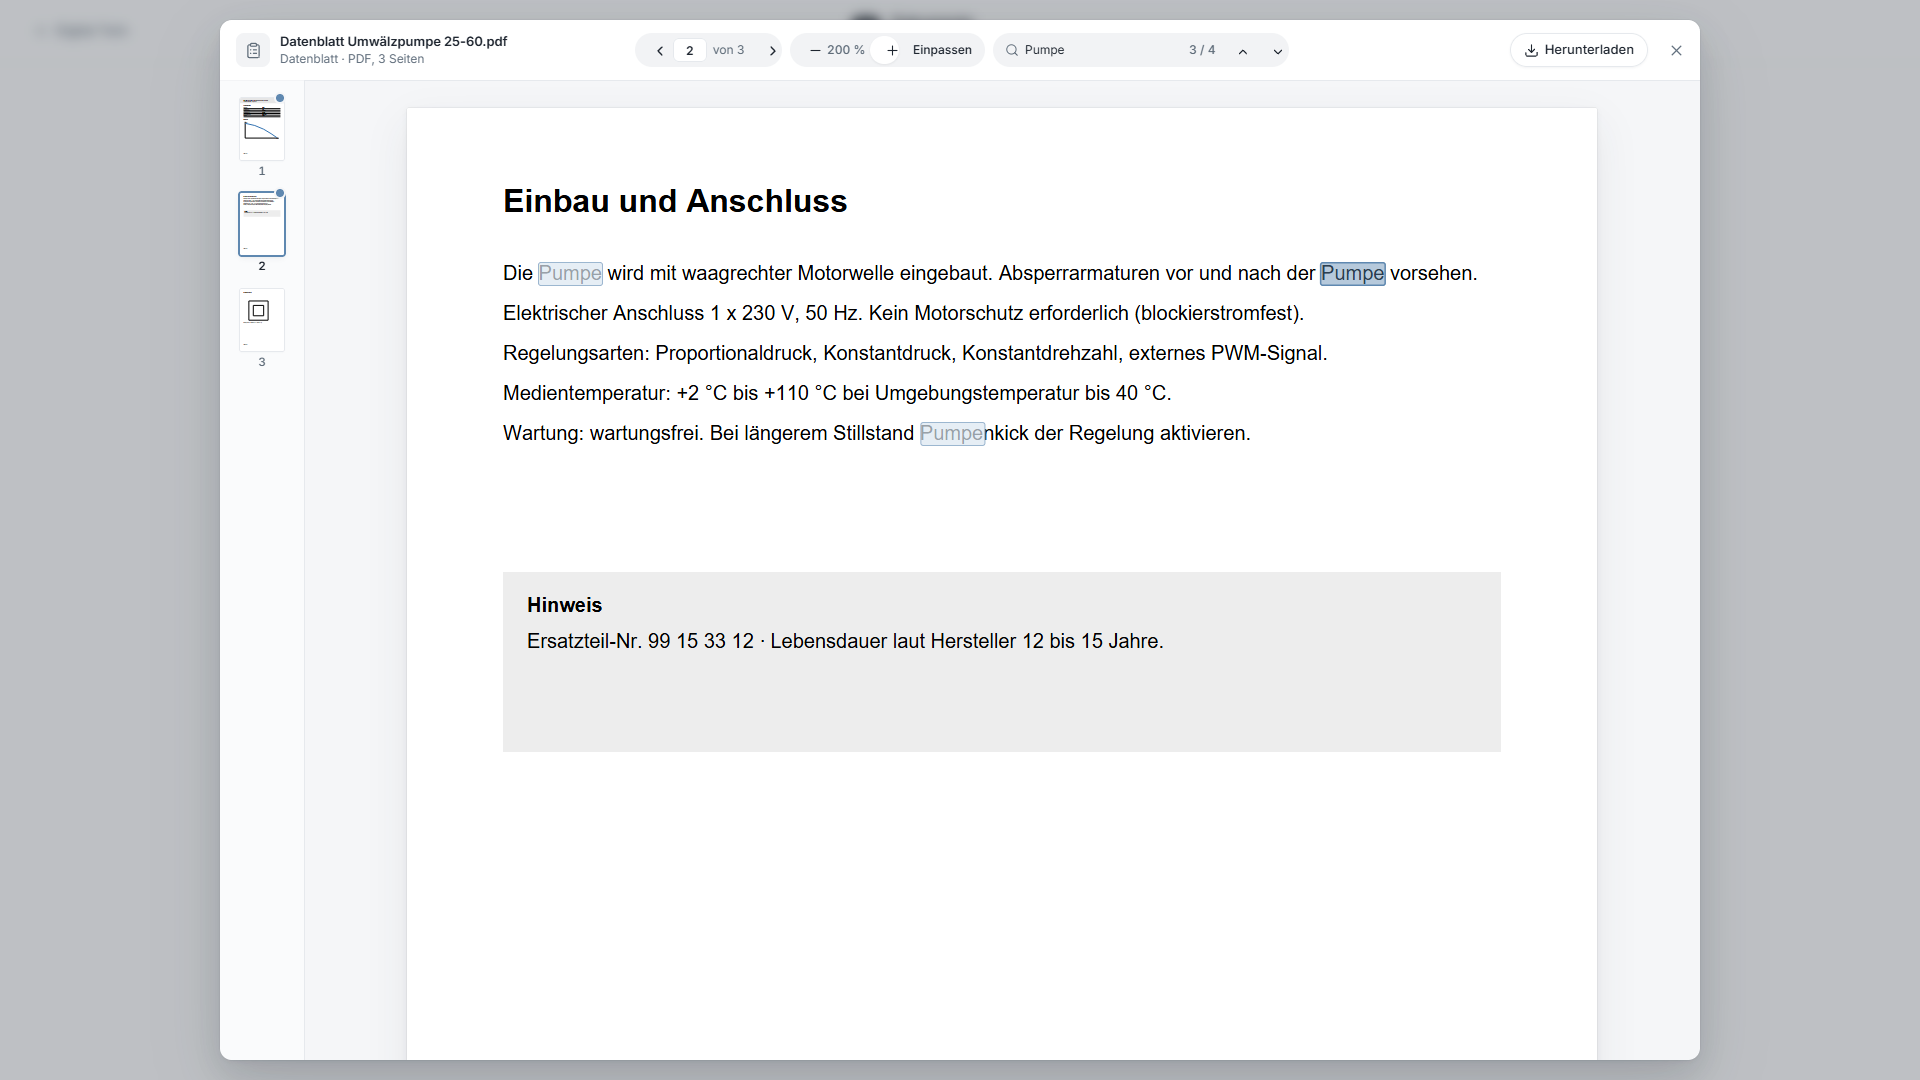 Datenblatt Umwälzpumpe 25-60.pdf
Datenblatt · PDF, 3 Seiten
2 von 3
200 %
Einpassen
Pumpe
3 / 4
Herunterladen
1
2
3
Einbau und Anschluss
Die Pumpe wird mit waagrechter Motorwelle eingebaut. Absperrarmaturen vor und nach der Pumpe vorsehen.
Elektrischer Anschluss 1 x 230 V, 50 Hz. Kein Motorschutz erforderlich (blockierstromfest).
Regelungsarten: Proportionaldruck, Konstantdruck, Konstantdrehzahl, externes PWM-Signal.
Medientemperatur: +2 °C bis +110 °C bei Umgebungstemperatur bis 40 °C.
Wartung: wartungsfrei. Bei längerem Stillstand Pumpenkick der Regelung aktivieren.
Hinweis
Ersatzteil-Nr. 99 15 33 12 · Lebensdauer laut Hersteller 12 bis 15 Jahre.